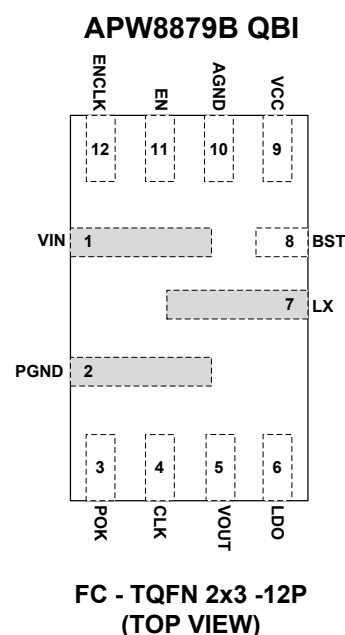 APW8879B QBI
ENCLK
EN
AGND
VCC
12
11
10
9
VIN 1
8 BST
7 LX
PGND 2
3
4
5
6
POK
CLK
VOUT
LDO
FC - TQFN 2x3 -12P
(TOP VIEW)